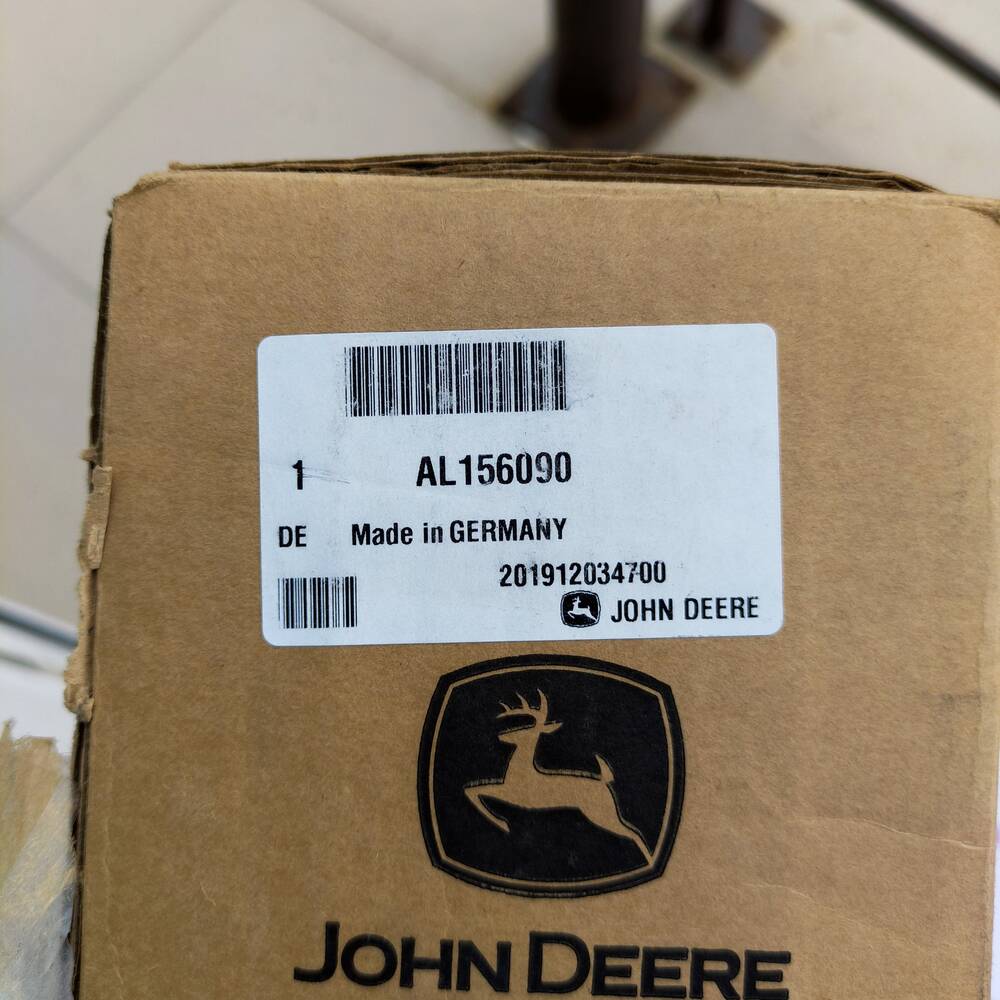 1 AL156090
DE Made in GERMANY
201912034700
JOHN DEERE
JOHN DEERE